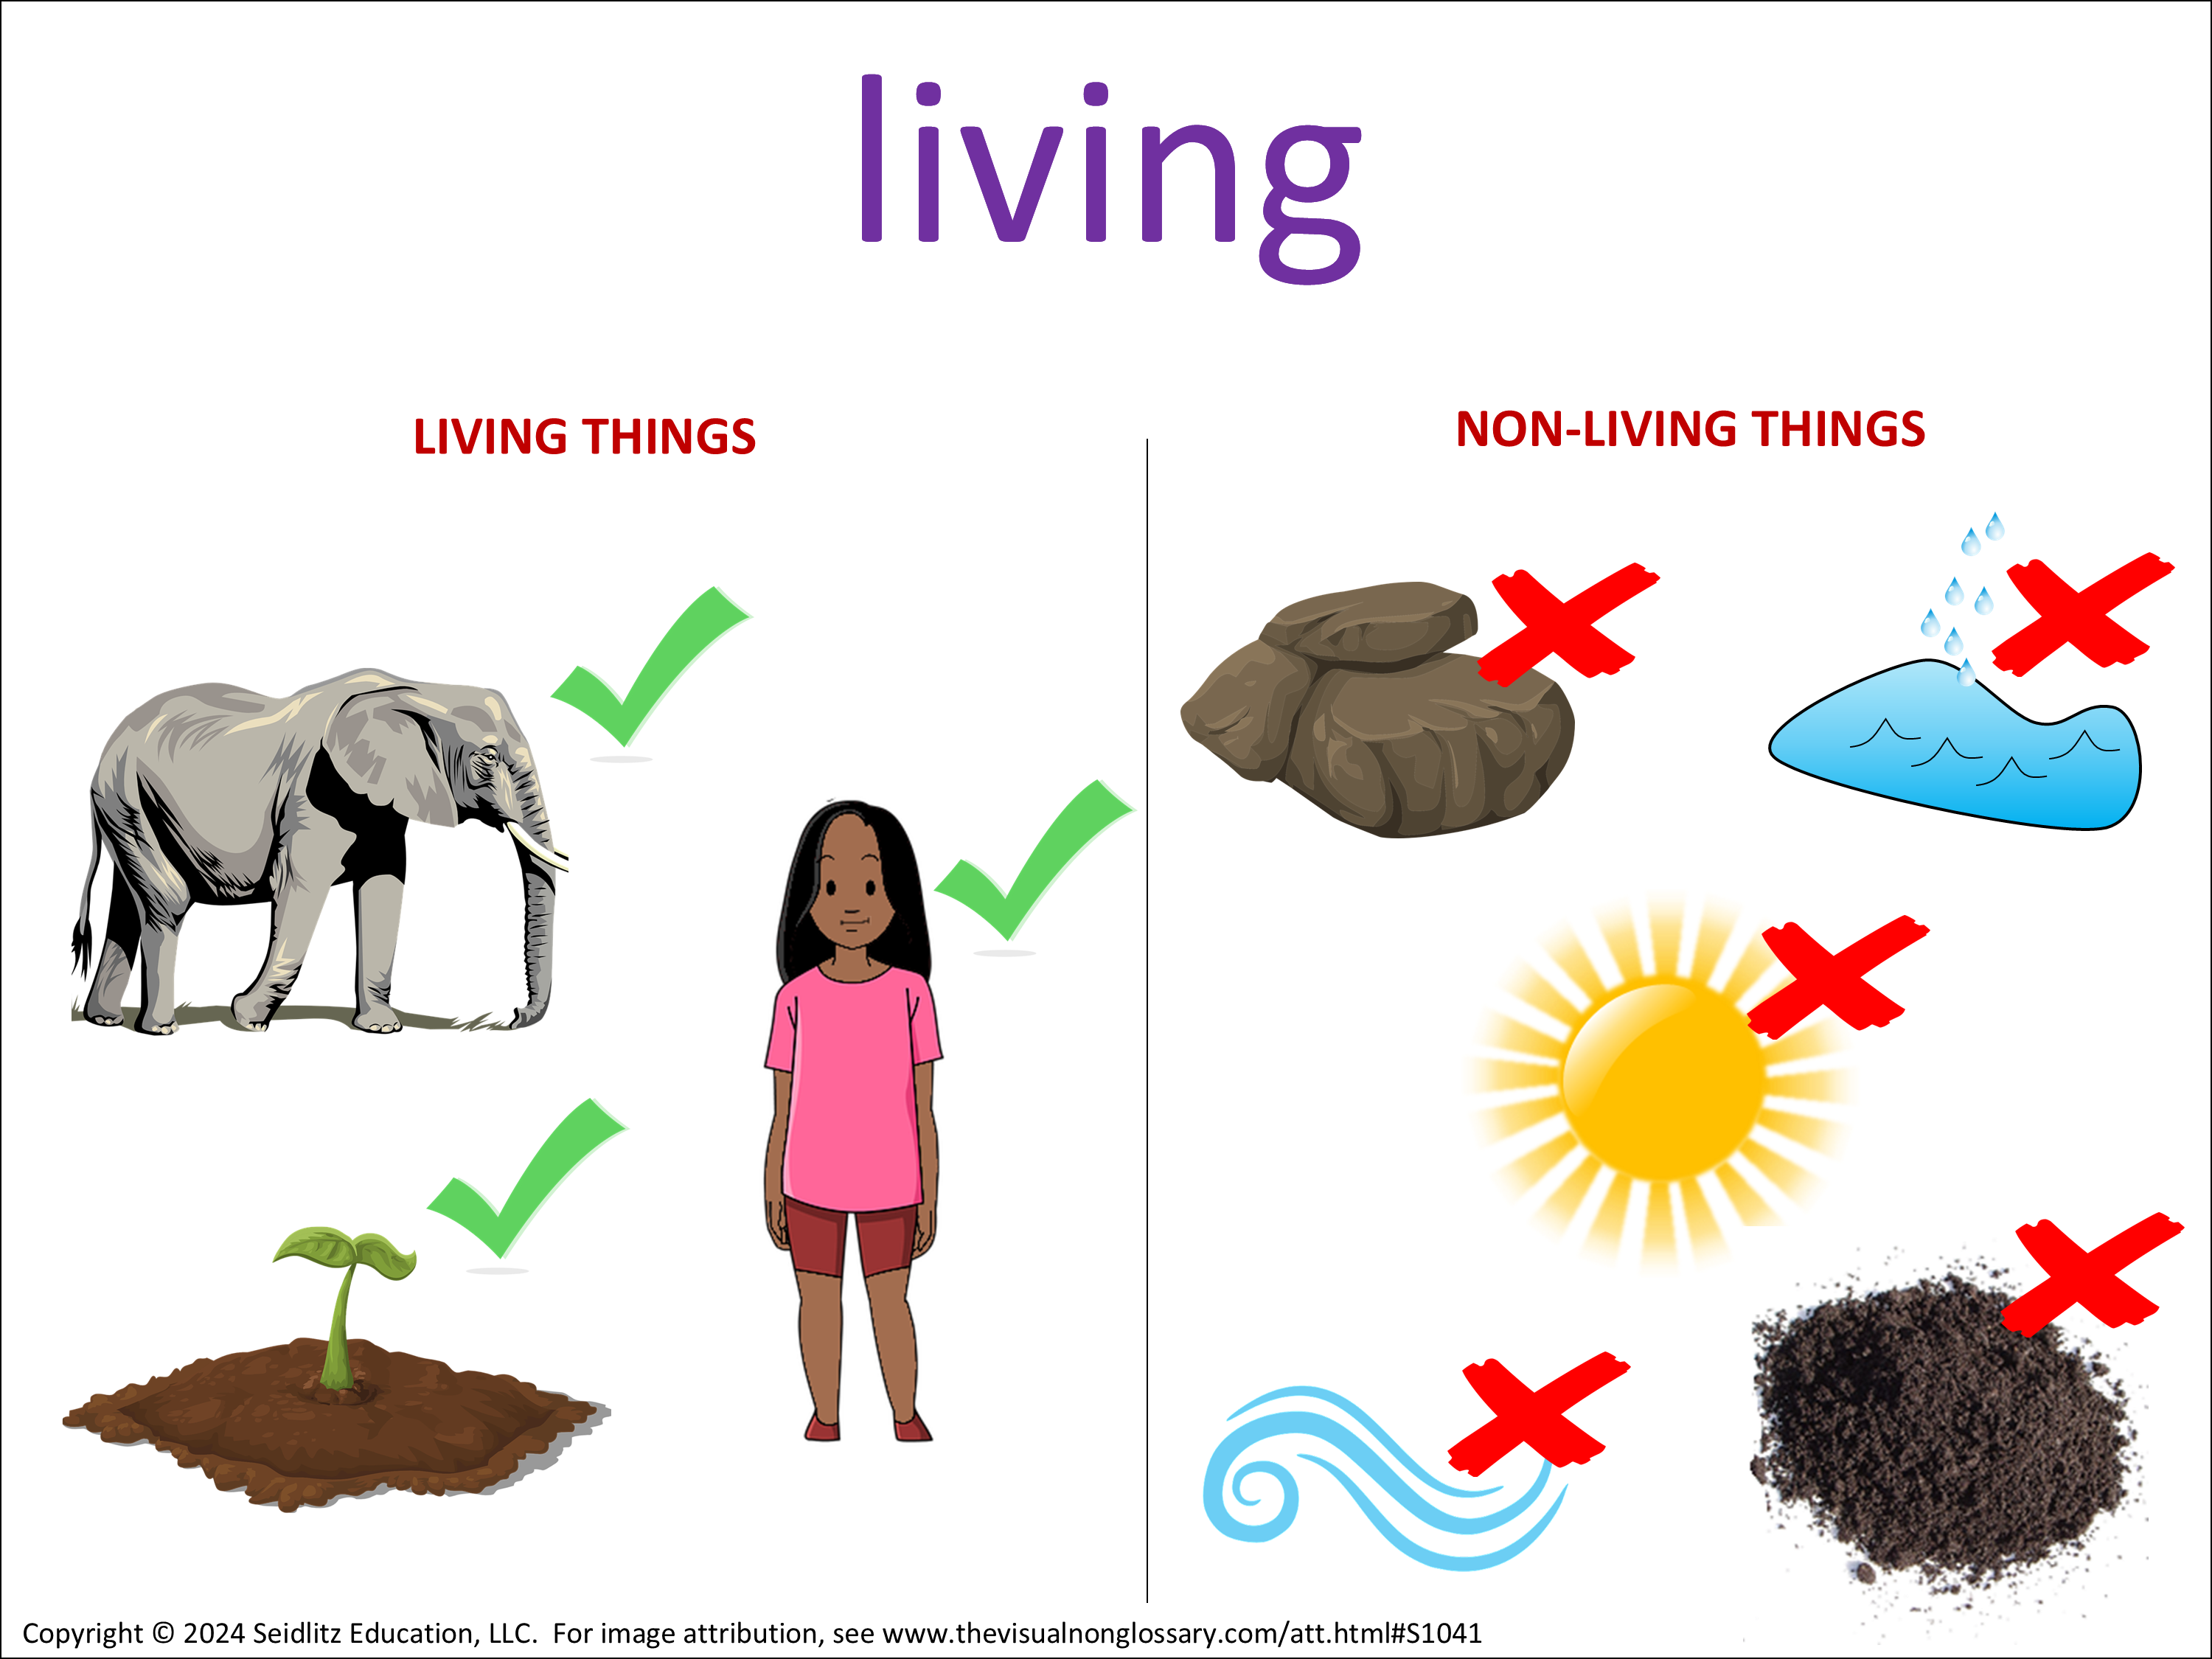 living
LIVING THINGS
NON-LIVING THINGS
Copyright © 2024 Seidlitz Education, LLC.  For image attribution, see www.thevisualnonglossary.com/att.html#S1041